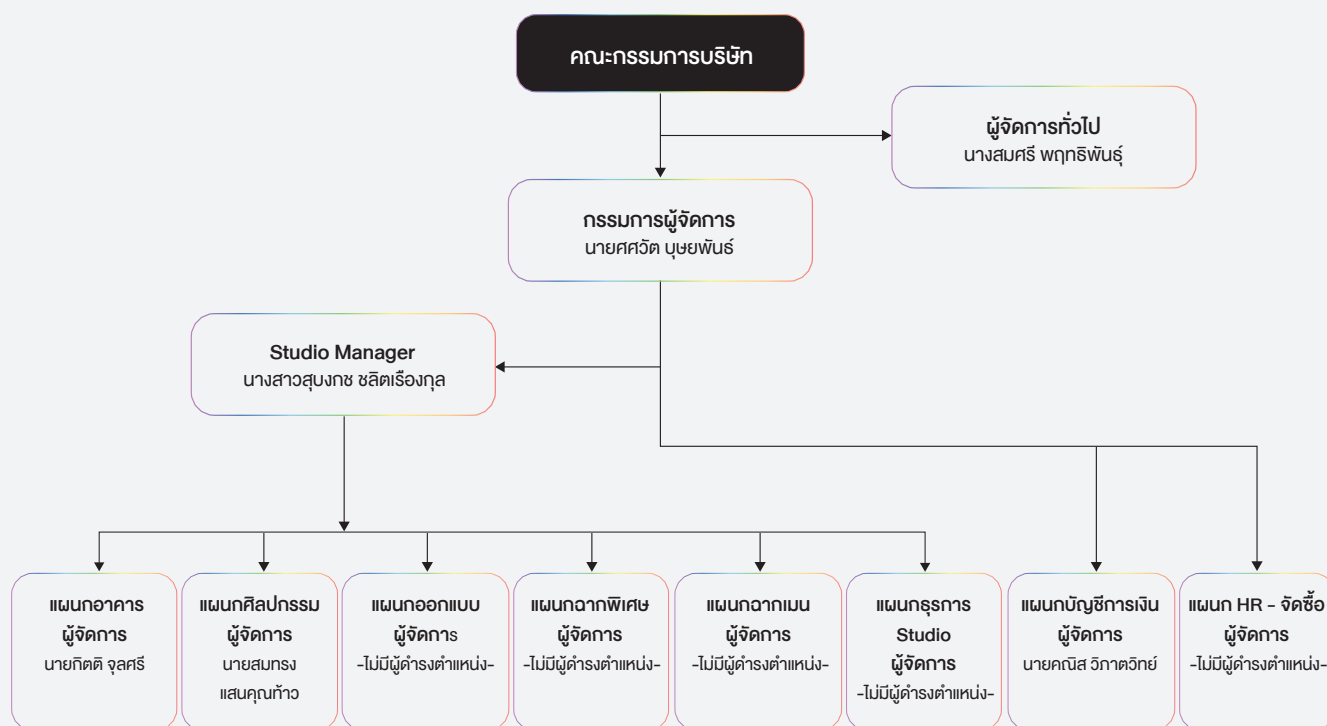 คณะกรรมการบริษัท
ผู้จัดการทั่วไป
นางสมศรี พฤทธิพันธุ์
กรรมการผู้จัดการ
นายศศวัต บุษยพันธ์
Studio Manager
นางสาวสุบงกช ชลิตเรืองกุล
แผนกอาคาร
ผู้จัดการ
นายกิตติ จุลศรี
แผนกศิลปกรรม
ผู้จัดการ
นายสมทรง
แสนคุณท้าว
แผนกออกแบบ
ผู้จัดการ
-ไม่มีผู้ดำรงตำแหน่ง-
แผนกฉากพิเศษ
ผู้จัดการ
-ไม่มีผู้ดำรงตำแหน่ง-
แผนกฉากเมน
ผู้จัดการ
-ไม่มีผู้ดำรงตำแหน่ง-
แผนกธุรการ
Studio
ผู้จัดการ
-ไม่มีผู้ดำรงตำแหน่ง-
แผนกบัญชีการเงิน
ผู้จัดการ
นายคณิส วิภาตวิทย์
แผนก HR - จัดซื้อ
ผู้จัดการ
-ไม่มีผู้ดำรงตำแหน่ง-